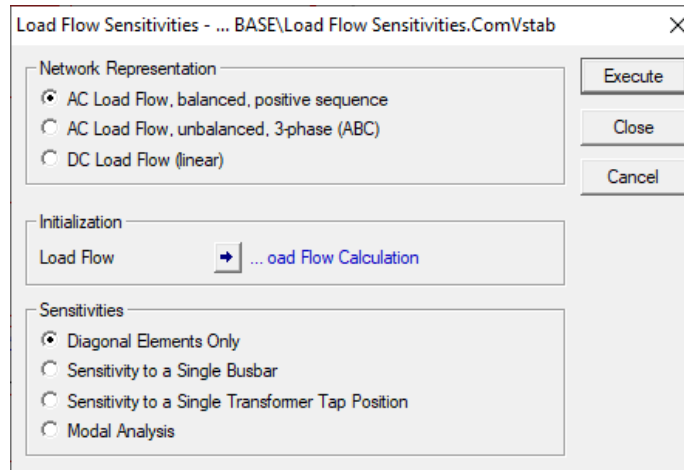 Load Flow Sensitivities - ... BASE\Load Flow Sensitivities.ComVstab
Network Representation
AC Load Flow, balanced, positive sequence
AC Load Flow, unbalanced, 3-phase (ABC)
DC Load Flow (linear)
Execute
Close
Cancel
Initialization
Load Flow ... oad Flow Calculation
Sensitivities
Diagonal Elements Only
Sensitivity to a Single Busbar
Sensitivity to a Single Transformer Tap Position
Modal Analysis